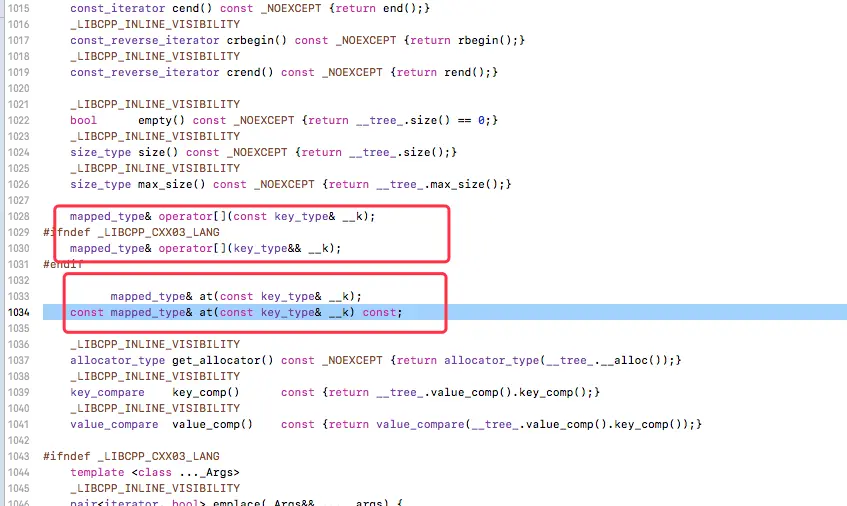 1015 const_iterator cend() const _NOEXCEPT {return end();}
1016 _LIBCPP_INLINE_VISIBILITY
1017 const_reverse_iterator crbegin() const _NOEXCEPT {return rbegin();}
1018 _LIBCPP_INLINE_VISIBILITY
1019 const_reverse_iterator crend() const _NOEXCEPT {return rend();}
1020
1021 _LIBCPP_INLINE_VISIBILITY
1022 bool      empty() const _NOEXCEPT {return __tree_.size() == 0;}
1023 _LIBCPP_INLINE_VISIBILITY
1024 size_type size() const _NOEXCEPT {return __tree_.size();}
1025 _LIBCPP_INLINE_VISIBILITY
1026 size_type max_size() const _NOEXCEPT {return __tree_.max_size();}
1027
1028 mapped_type& operator[](const key_type& __k);
1029 #ifndef _LIBCPP_CXX03_LANG
1030 mapped_type& operator[](key_type&& __k);
1031 #endif
1032
1033       mapped_type& at(const key_type& __k);
1034 const mapped_type& at(const key_type& __k) const;
1035
1036 _LIBCPP_INLINE_VISIBILITY
1037 allocator_type get_allocator() const _NOEXCEPT {return allocator_type(__tree_.__alloc());}
1038 _LIBCPP_INLINE_VISIBILITY
1039 key_compare    key_comp()      const {return __tree_.value_comp().key_comp();}
1040 _LIBCPP_INLINE_VISIBILITY
1041 value_compare  value_comp()    const {return value_compare(__tree_.value_comp().key_comp());}
1042
1043 #ifndef _LIBCPP_CXX03_LANG
1044 template <class ..._Args>
1045 _LIBCPP_INLINE_VISIBILITY
1046 pair<iterator, bool> emplace(_Args&& ... __args) {